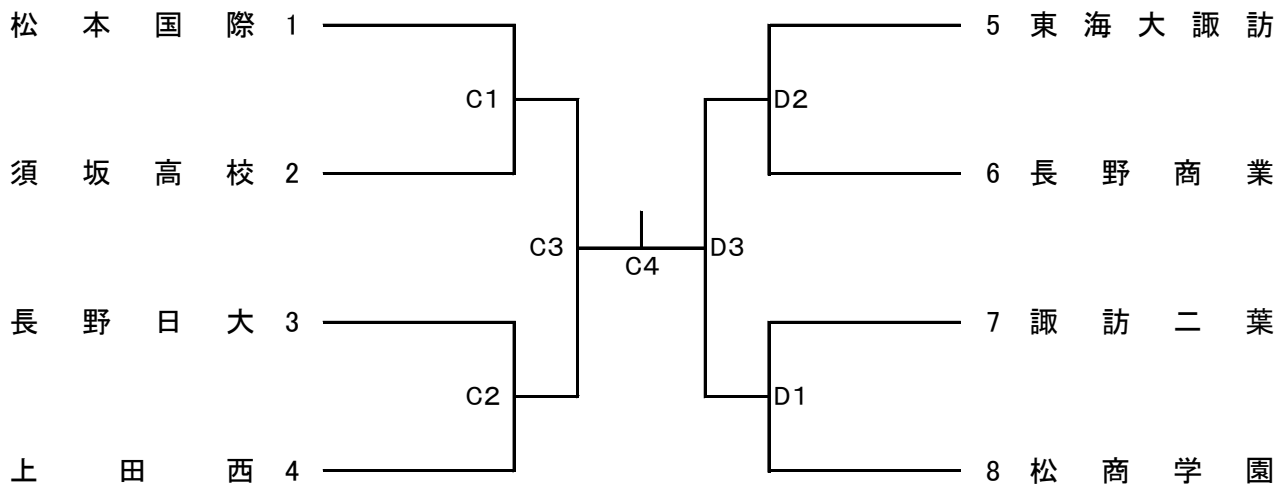 松本国際 1
5 東海大諏訪
C1
D2
須坂高校 2
6 長野商業
C3
D3
C4
長野日大 3
7 諏訪二葉
C2
D1
上田西 4
8 松商学園